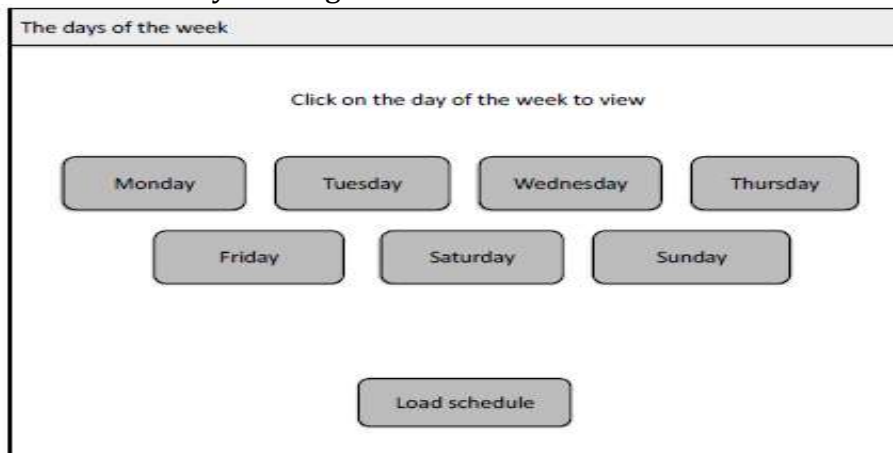 The days of the week
Click on the day of the week to view
Monday Tuesday Wednesday Thursday
Friday Saturday Sunday
Load schedule